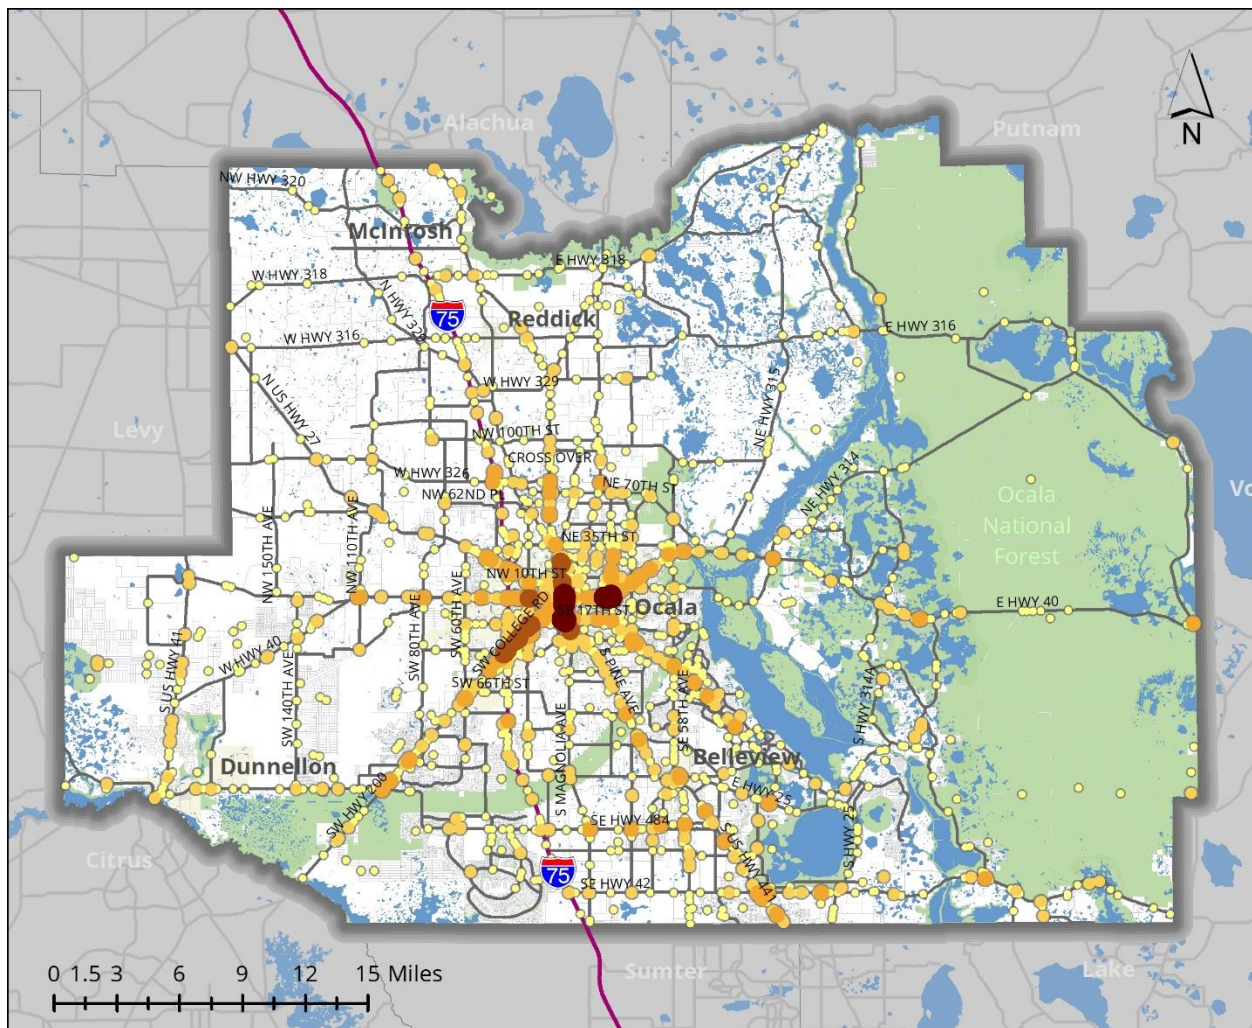 Alachua
Putnam
N
NW HWY 320
McIntosh
W HWY 318
E HWY 318
N HWY 329
75
Reddick
W HWY 316
E HWY 316
W HWY 329
N US HWY 27
NE HWY 315
Levy
NW 100TH ST
CROSS OVER
W HWY 326
NE 70TH ST
NW 62ND P
NE HWY 314
Ocala
National
Forest
Vo
NW 150TH AVE
NW 110TH AVE
NE 35TH ST
NW 10TH ST
SW 60TH AVE
SW 80TH AVE
SW COLLEGE RD
SE 17TH ST
Ocala
E HWY 40
S US HWY 41
W HWY 40
SW 140TH AVE
SW 66TH ST
S PINE AVE
SE 58TH AVE
S HWY 314A
S MAGNOLIA AVE
Dunnellon
Belleview
E HWY 25
SW HWY 200
SE HWY 484
S US HWY 441
S HWY 25
Citrus
75
SE HWY 42
Sumter
Lake
0 1.5 3 6 9 12 15 Miles